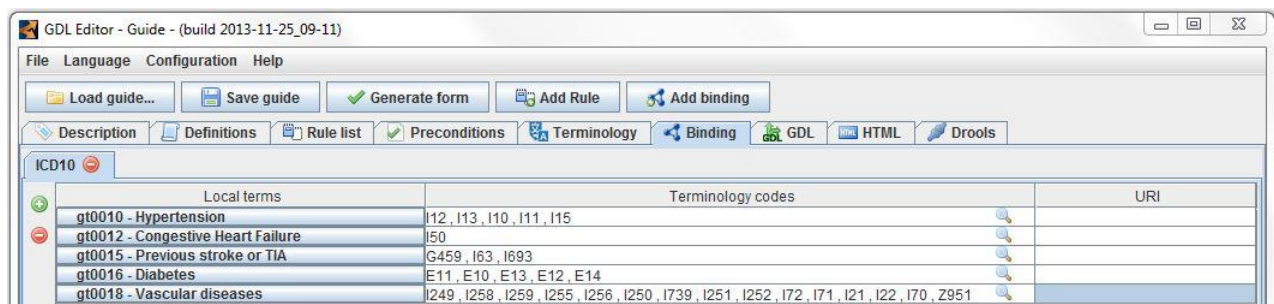 GDL Editor - Guide - (build 2013-11-25_09-11)
File Language Configuration Help
Load guide... Save guide Generate form Add Rule Add binding
Description Definitions Rule list Preconditions Terminology Binding GDL HTML Drools
ICD10
Local terms Terminology codes URI
gt0010 - Hypertension I12 , I13 , I10 , I11 , I15
gt0012 - Congestive Heart Failure I50
gt0015 - Previous stroke or TIA G459 , I63 , I693
gt0016 - Diabetes E11 , E10 , E13 , E12 , E14
gt0018 - Vascular diseases I249 , I258 , I259 , I255 , I256 , I250 , I739 , I251 , I252 , I72 , I71 , I21 , I22 , I70 , Z951